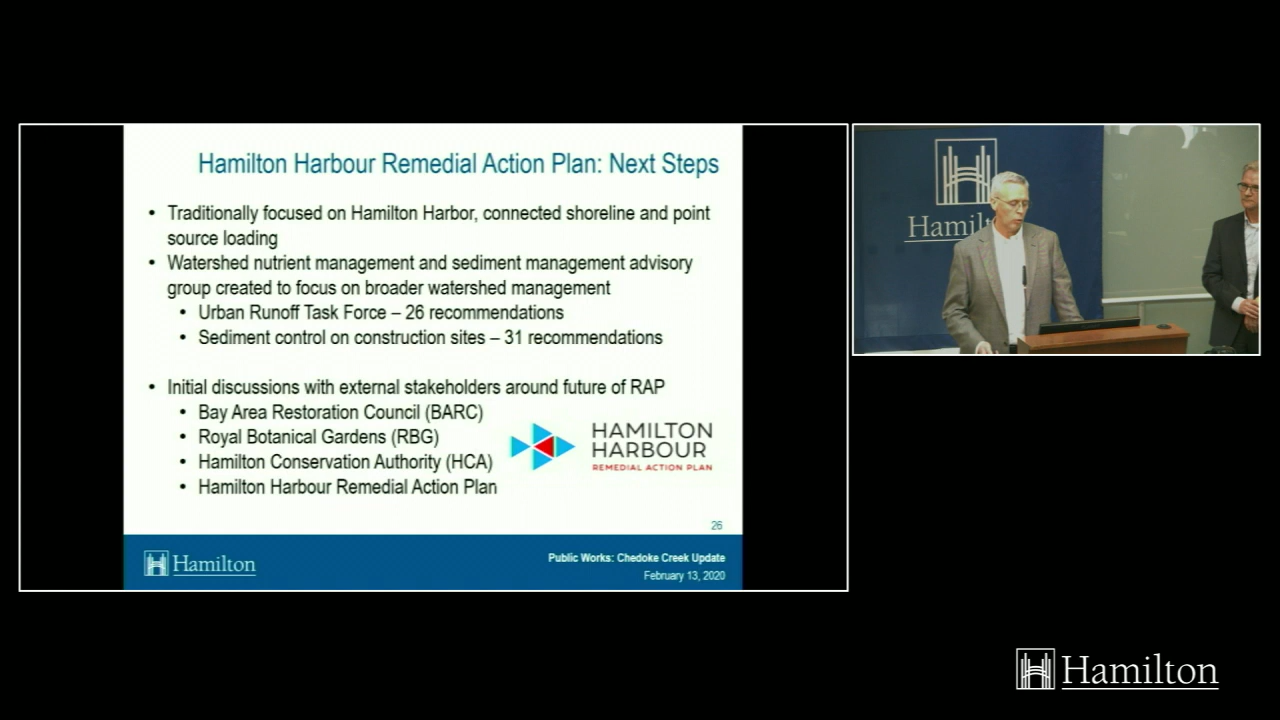 Hamilton Harbour Remedial Action Plan: Next Steps
• Traditionally focused on Hamilton Harbor, connected shoreline and point
source loading
• Watershed nutrient management and sediment management advisory
group created to focus on broader watershed management
• Urban Runoff Task Force – 26 recommendations
• Sediment control on construction sites – 31 recommendations
• Initial discussions with external stakeholders around future of RAP
• Bay Area Restoration Council (BARC)
• Royal Botanical Gardens (RBG)
• Hamilton Conservation Authority (HCA)
• Hamilton Harbour Remedial Action Plan
HAMILTON
HARBOUR
REMEDIAL ACTION PLAN
26
Hamilton
Public Works: Chedoke Creek Update
February 13, 2020
Hamilt
Hamilton